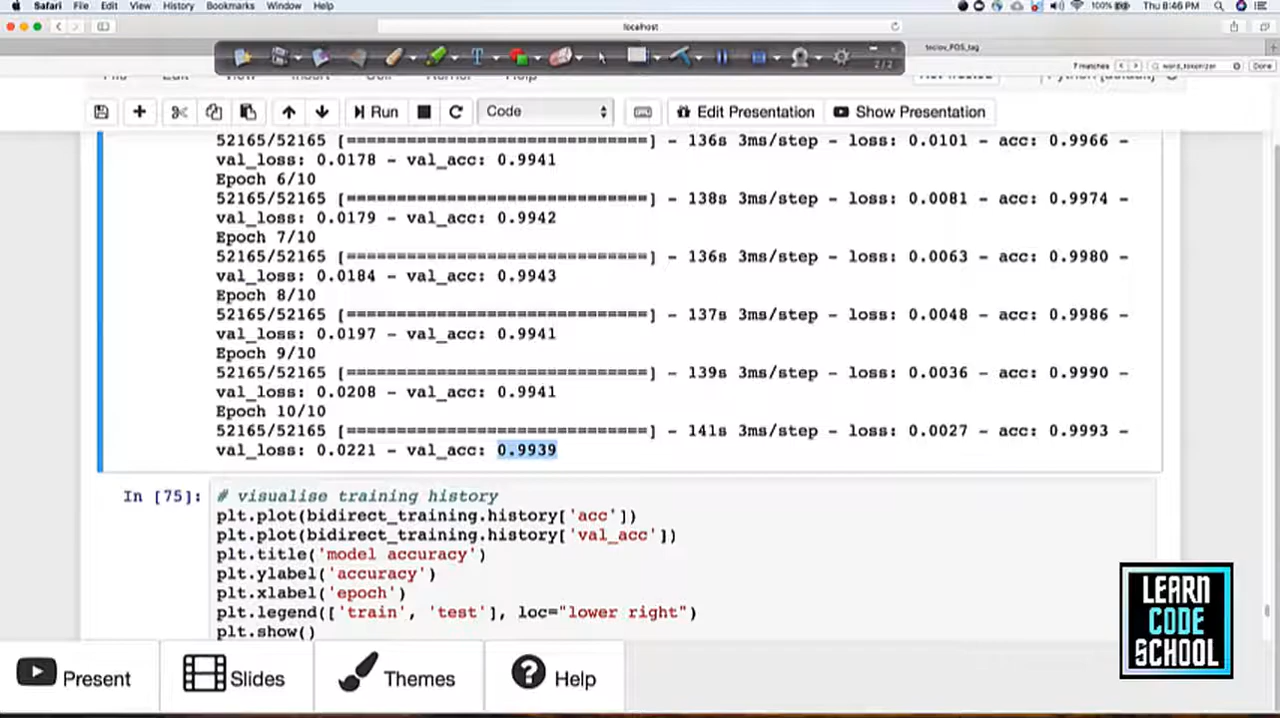 Safari File Edit View History Bookmarks Window Help 100% Thu 8:46 PM
localhost
2 / 2
Done
Run Code Edit Presentation Show Presentation
52165/52165 [==============================] - 136s 3ms/step - loss: 0.0101 - acc: 0.9966 -
val_loss: 0.0178 - val_acc: 0.9941
Epoch 6/10
52165/52165 [==============================] - 138s 3ms/step - loss: 0.0081 - acc: 0.9974 -
val_loss: 0.0179 - val_acc: 0.9942
Epoch 7/10
52165/52165 [==============================] - 136s 3ms/step - loss: 0.0063 - acc: 0.9980 -
val_loss: 0.0184 - val_acc: 0.9943
Epoch 8/10
52165/52165 [==============================] - 137s 3ms/step - loss: 0.0048 - acc: 0.9986 -
val_loss: 0.0197 - val_acc: 0.9941
Epoch 9/10
52165/52165 [==============================] - 139s 3ms/step - loss: 0.0036 - acc: 0.9990 -
val_loss: 0.0208 - val_acc: 0.9941
Epoch 10/10
52165/52165 [==============================] - 141s 3ms/step - loss: 0.0027 - acc: 0.9993 -
val_loss: 0.0221 - val_acc: 0.9939
In [75]: # visualise training history
plt.plot(bidirect_training.history['acc'])
plt.plot(bidirect_training.history['val_acc'])
plt.title('model accuracy')
plt.ylabel('accuracy')
plt.xlabel('epoch')
plt.legend(['train', 'test'], loc="lower right")
plt.show()
LEARN
CODE
SCHOOL
Present Slides Themes Help